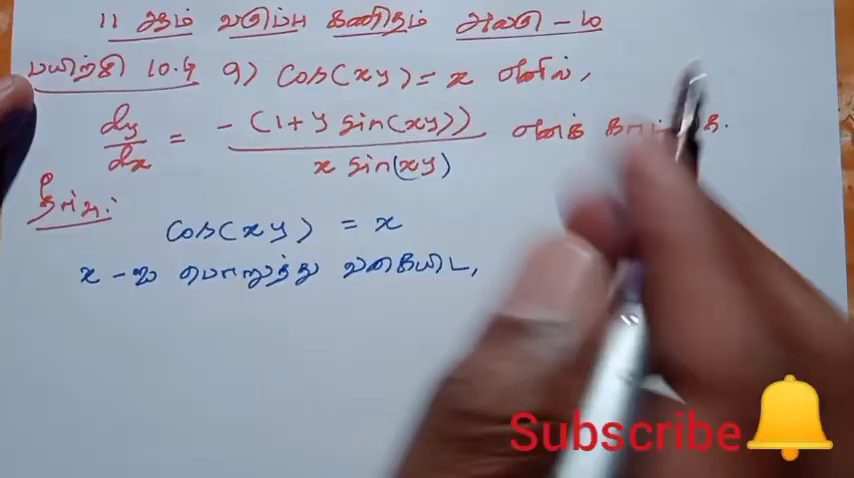 11 ஆம் வகுப்பு கணிதம் அலகு - 10
பயிற்சி 10.4 9) cos(xy) = x எனில்,
dy/dx = -(1+y sin(xy)) / x sin(xy) எனக்
தீர்வு:
cos(xy) = x
x - ஐ பொறுத்து வகையிட,
Subscribe